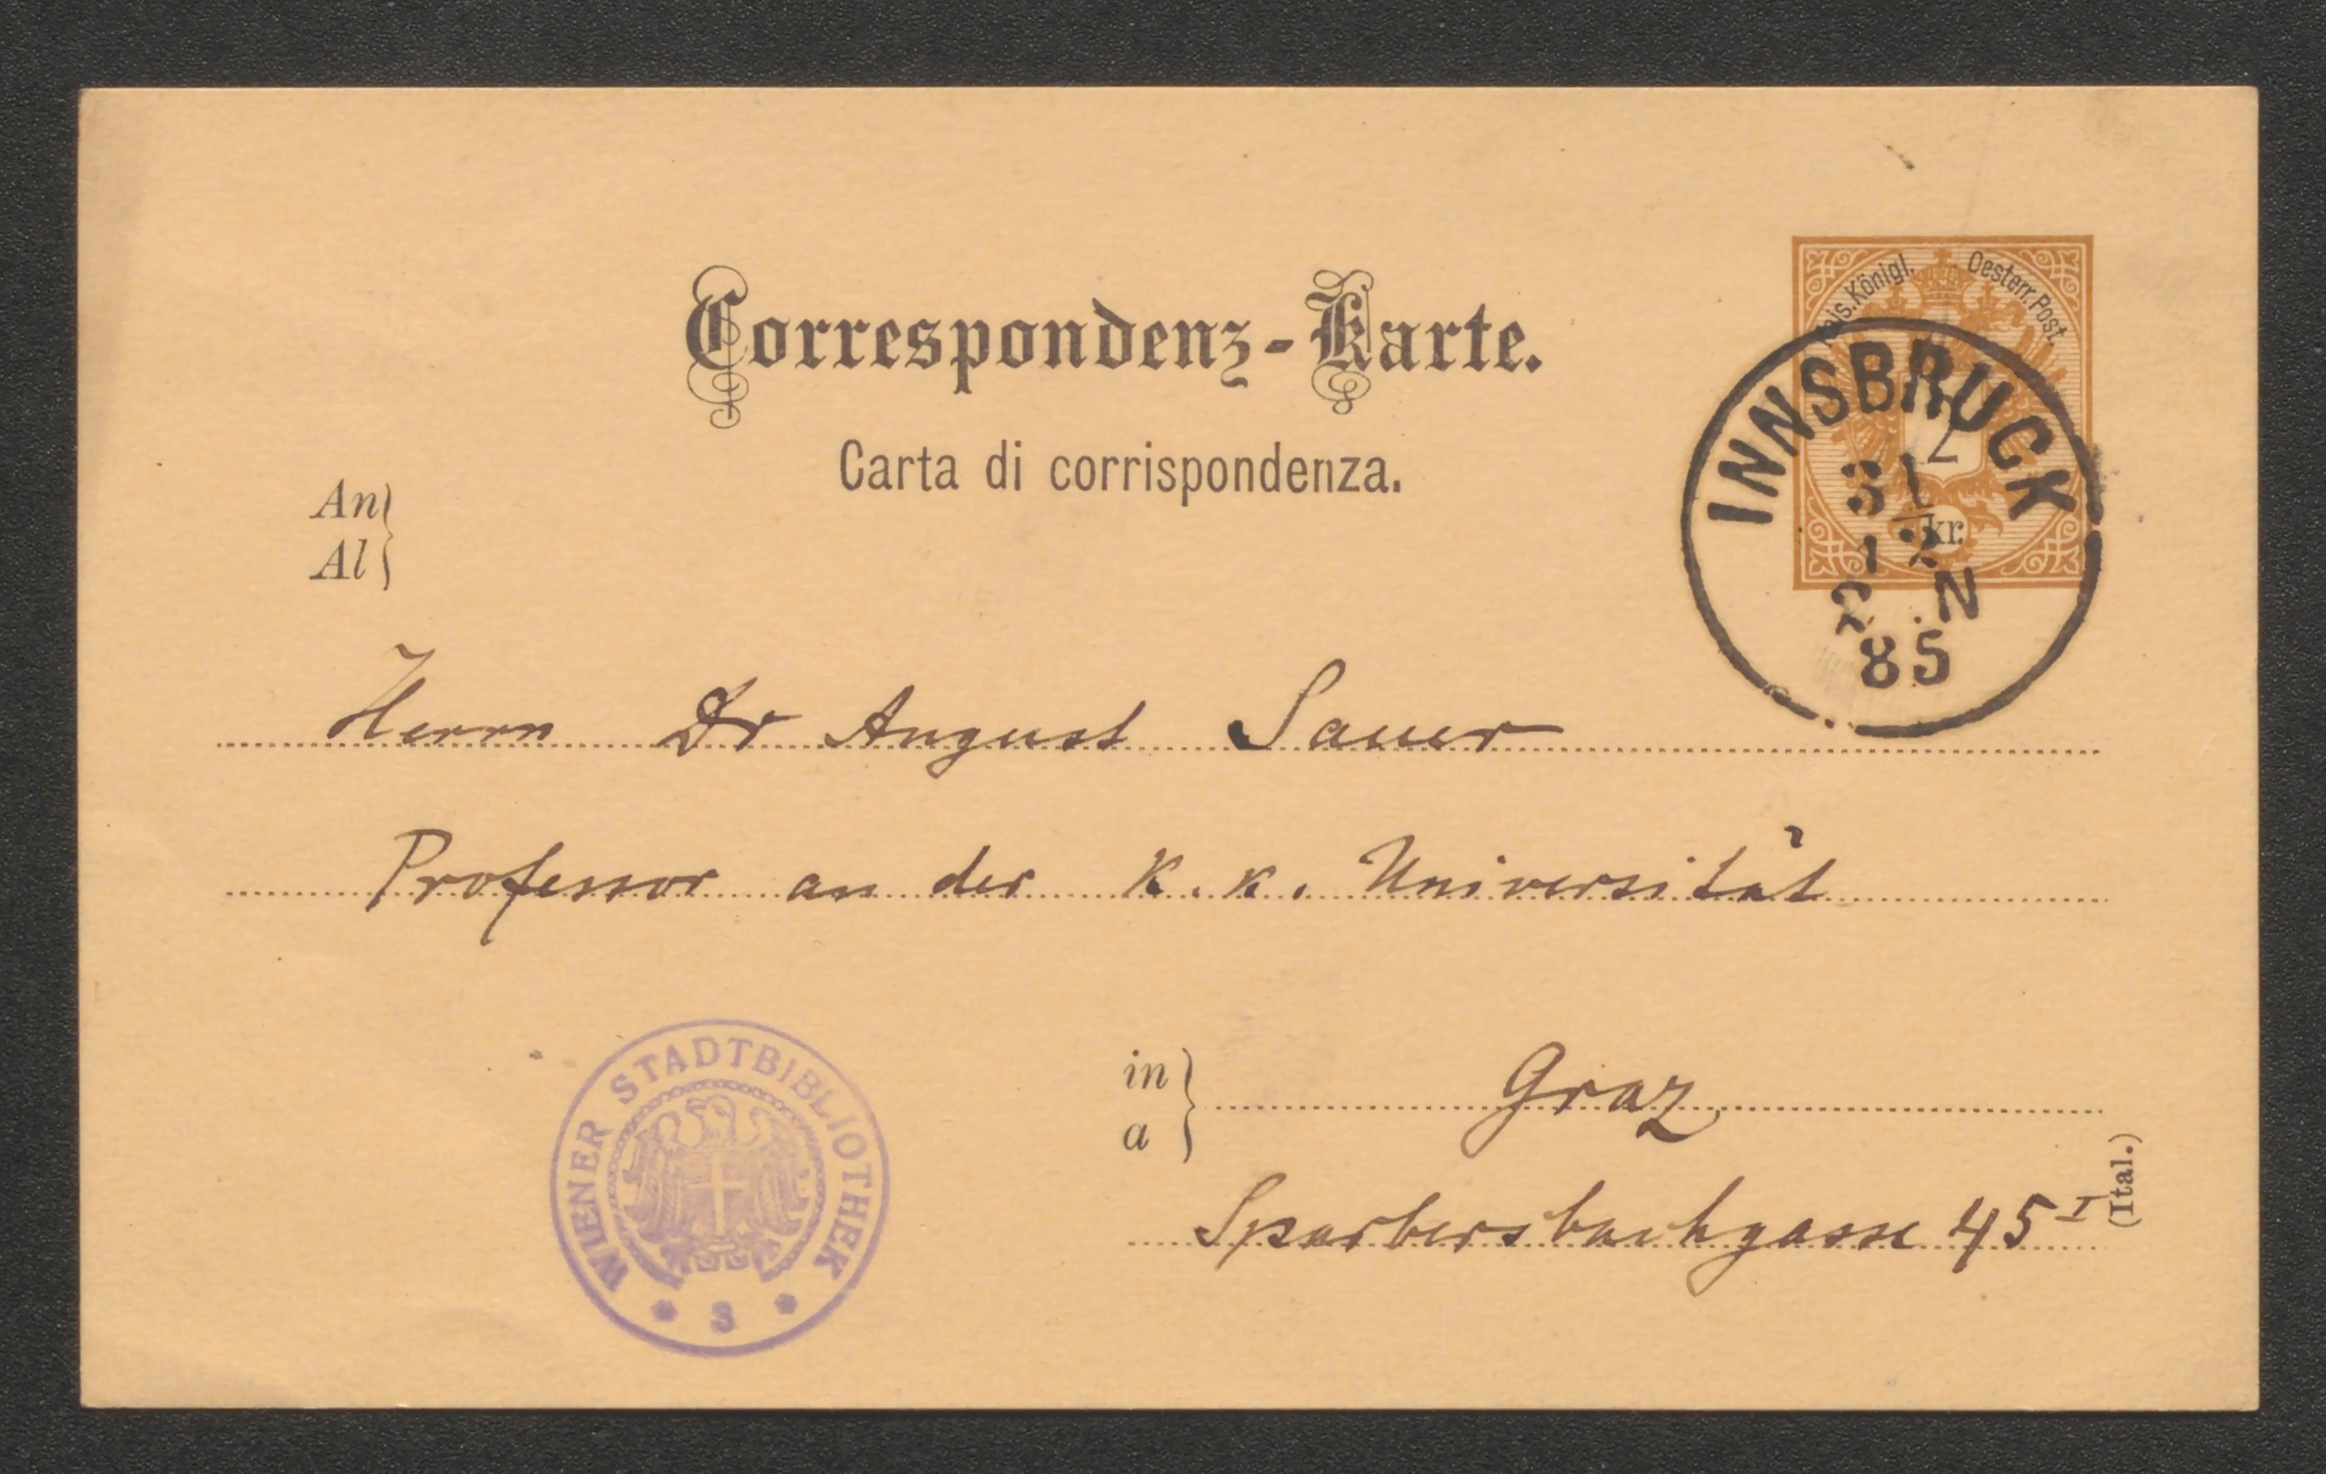 Correspondenz-Karte.
Carta di corrispondenza.
Kais. Königl. Oesterr. Post.
2
kr.
INNSBRUCK
31
12
2 . N
85
An
Al
Herrn Dr August Sauer
Professor an der k. k. Universität
in
a
Graz
Sparbersbachgasse 45 I
(Ital.)
WIENER STADTBIBLIOTHEK
* S *